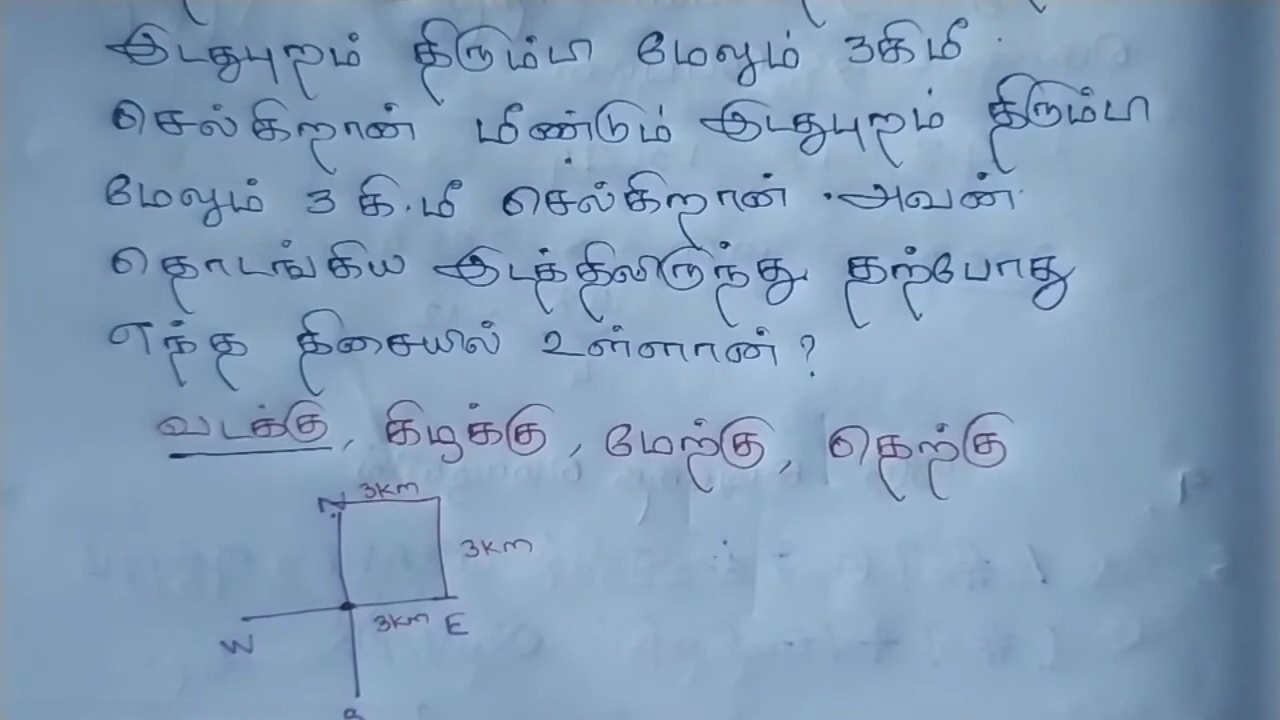 இடதுபுறம் திரும்பி மேலும் 3கிமீ
செல்கிறான் மீண்டும் இடதுபுறம் திரும்பி
மேலும் 3 கி.மீ செல்கிறான். அவன்
தொடங்கிய இடத்திலிருந்து தற்போது
எந்த திசையில் உள்ளான்?
வடக்கு, கிழக்கு, மேற்கு, தெற்கு
N 3km
3km
3km E
W